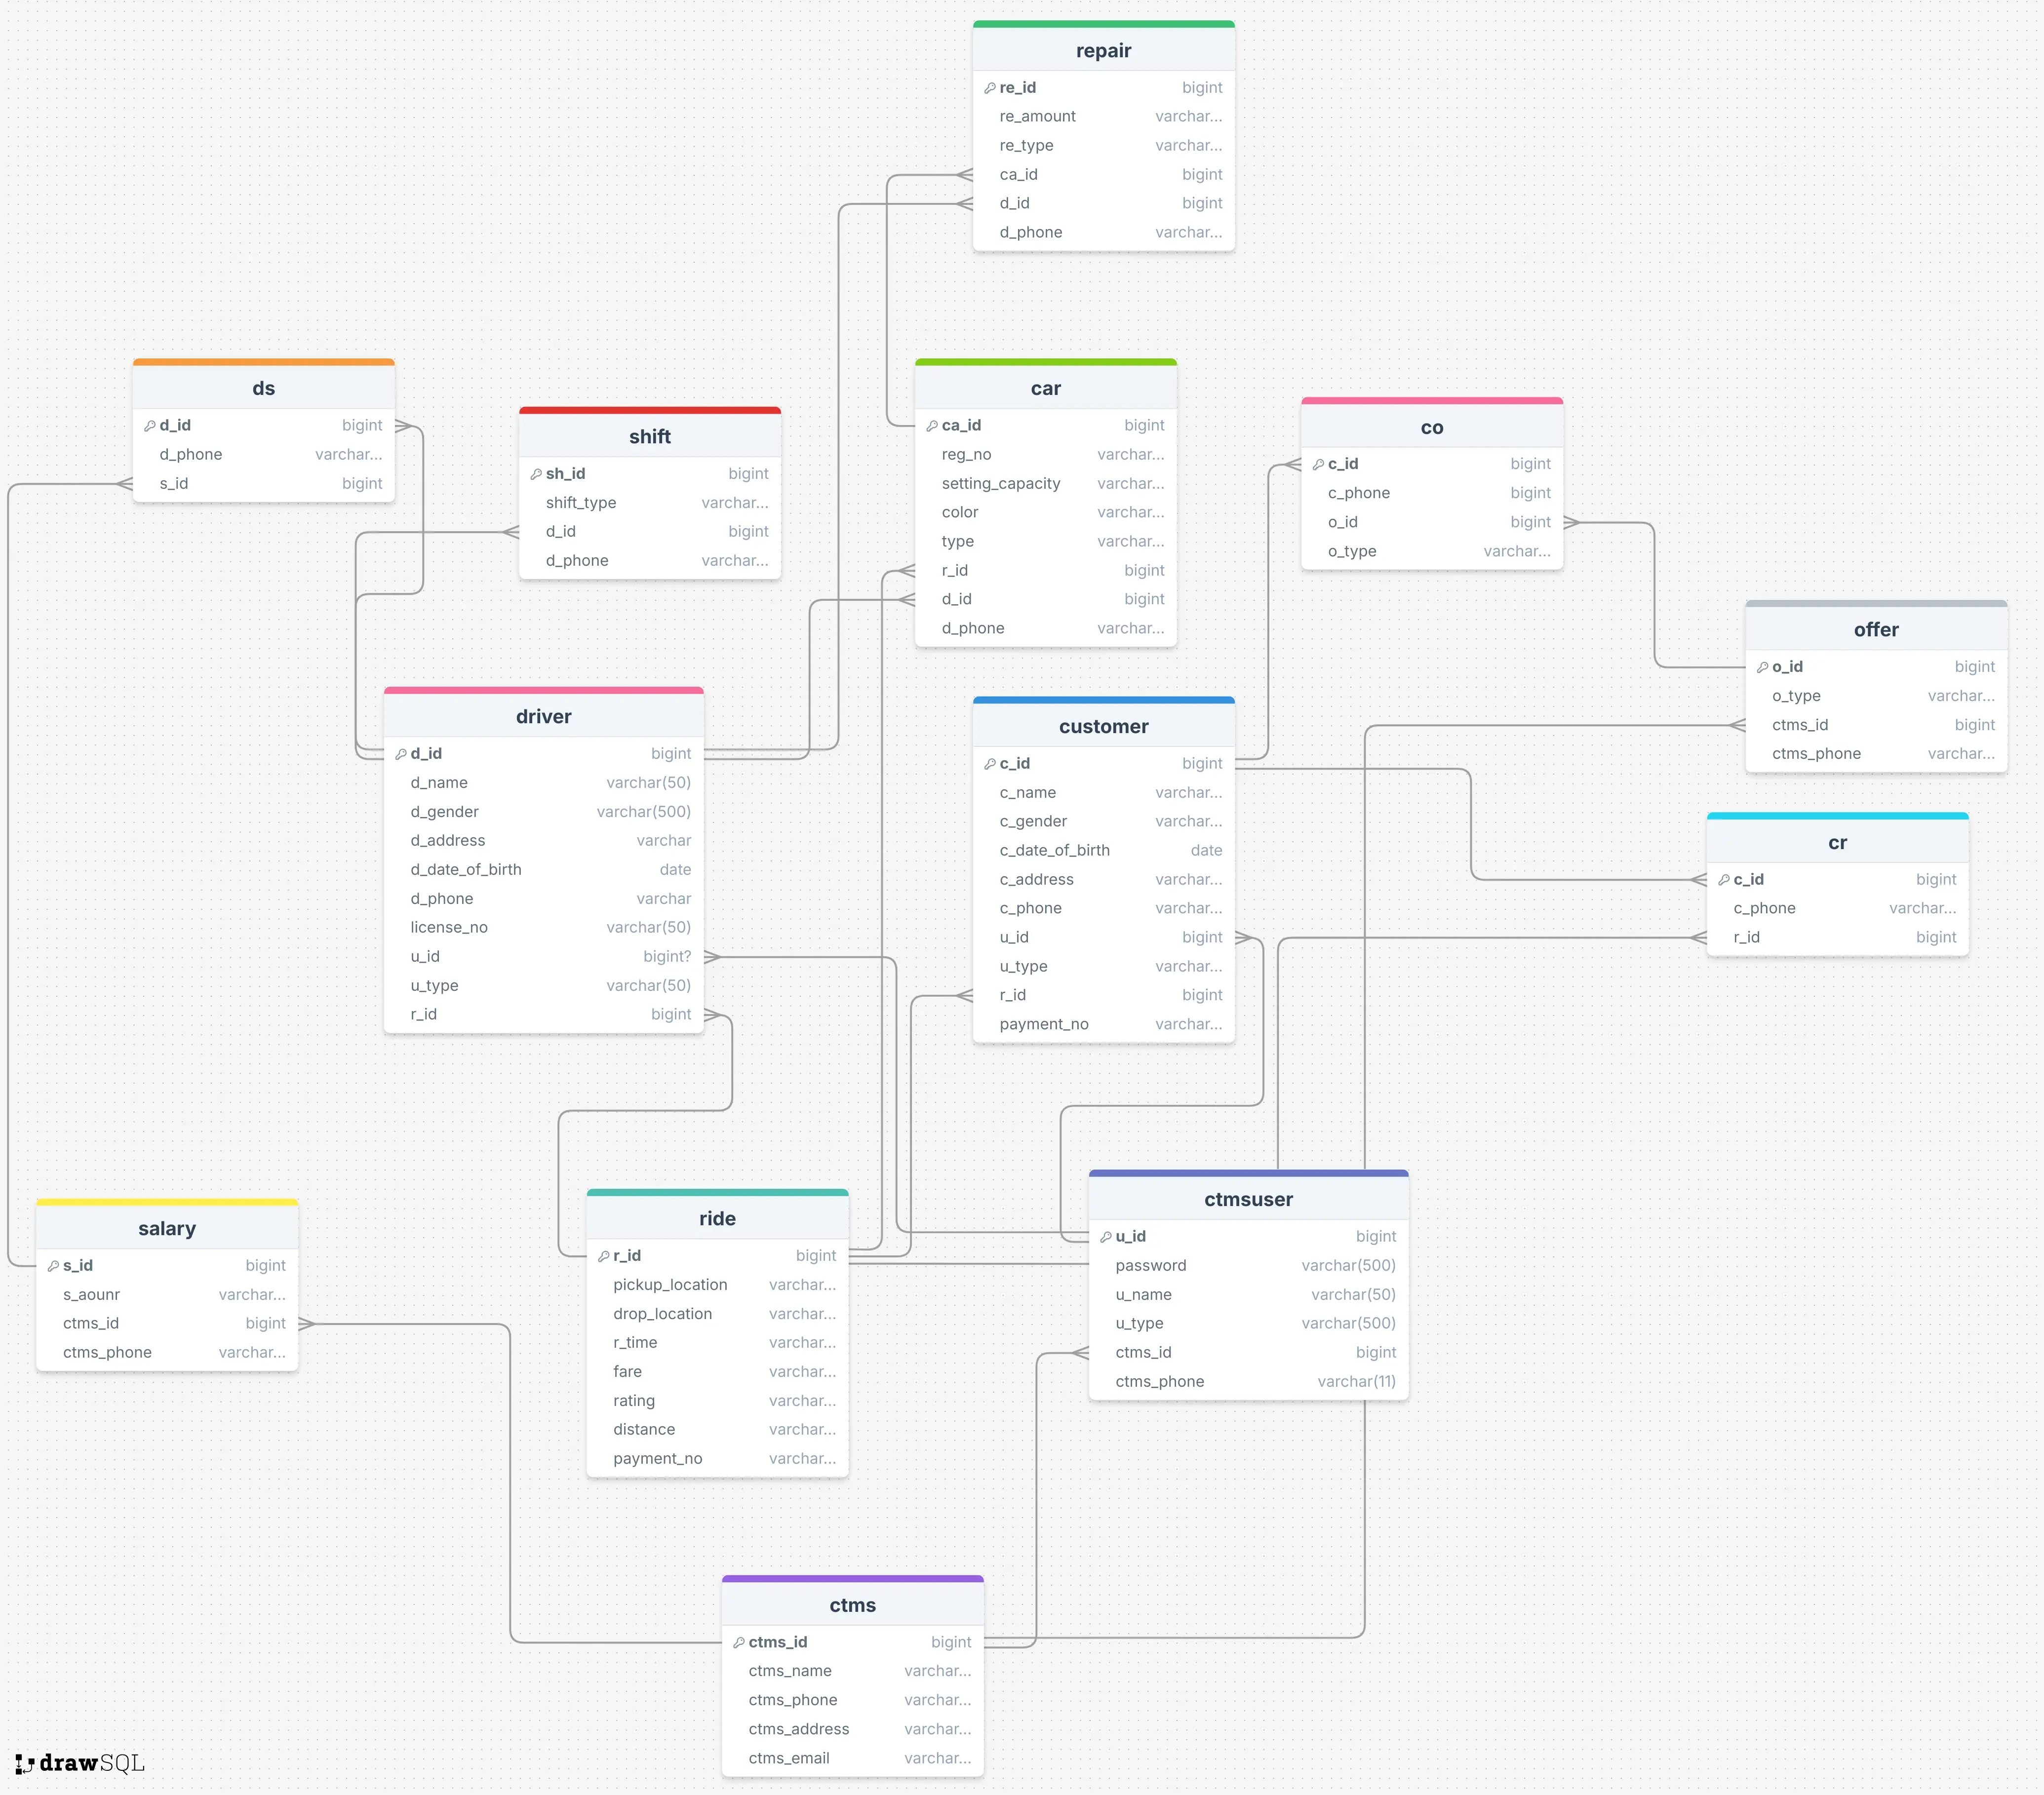 repair
re_id bigint
re_amount varchar...
re_type varchar...
ca_id bigint
d_id bigint
d_phone varchar...
ds
d_id bigint
d_phone varchar...
s_id bigint
shift
sh_id bigint
shift_type varchar...
d_id bigint
d_phone varchar...
car
ca_id bigint
reg_no varchar...
setting_capacity varchar...
color varchar...
type varchar...
r_id bigint
d_id bigint
d_phone varchar...
co
c_id bigint
c_phone bigint
o_id bigint
o_type varchar...
offer
o_id bigint
o_type varchar...
ctms_id bigint
ctms_phone varchar...
driver
d_id bigint
d_name varchar(50)
d_gender varchar(500)
d_address varchar
d_date_of_birth date
d_phone varchar
license_no varchar(50)
u_id bigint?
u_type varchar(50)
r_id bigint
customer
c_id bigint
c_name varchar...
c_gender varchar...
c_date_of_birth date
c_address varchar...
c_phone varchar...
u_id bigint
u_type varchar...
r_id bigint
payment_no varchar...
cr
c_id bigint
c_phone varchar...
r_id bigint
salary
s_id bigint
s_aounr varchar...
ctms_id bigint
ctms_phone varchar...
ride
r_id bigint
pickup_location varchar...
drop_location varchar...
r_time varchar...
fare varchar...
rating varchar...
distance varchar...
payment_no varchar...
ctmsuser
u_id bigint
password varchar(500)
u_name varchar(50)
u_type varchar(500)
ctms_id bigint
ctms_phone varchar(11)
ctms
ctms_id bigint
ctms_name varchar...
ctms_phone varchar...
ctms_address varchar...
ctms_email varchar...
drawSQL